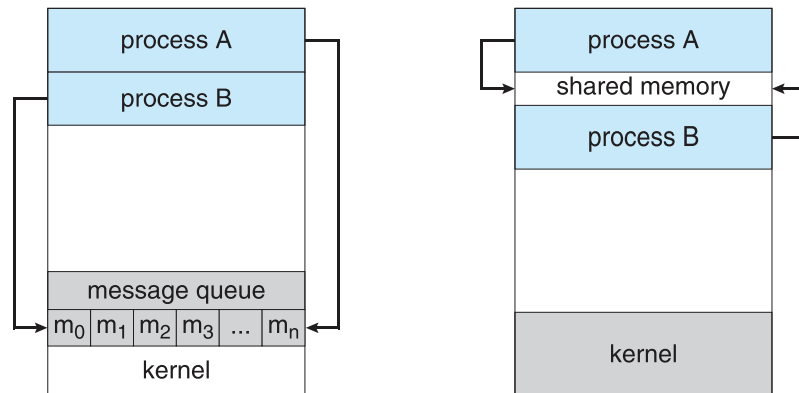 process A
process B
message queue
m0 m1 m2 m3 ... mn
kernel
process A
shared memory
process B
kernel